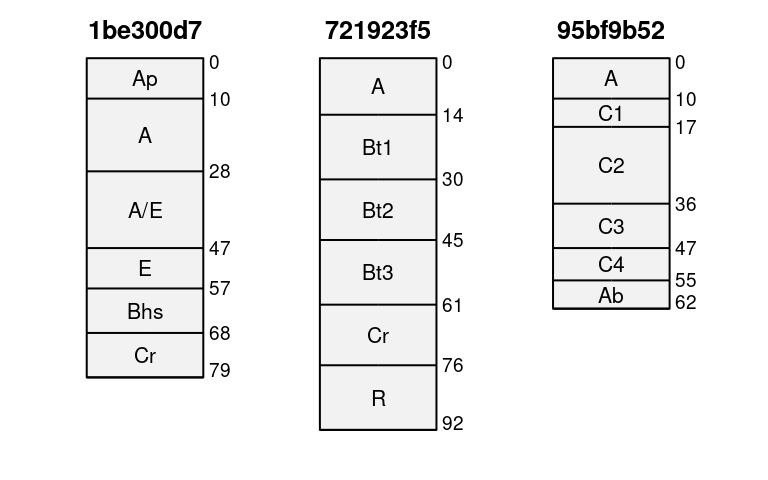 1be300d7
Ap
A
A/E
E
Bhs
Cr
0
10
28
47
57
68
79
721923f5
A
Bt1
Bt2
Bt3
Cr
R
0
14
30
45
61
76
92
95bf9b52
A
C1
C2
C3
C4
Ab
0
10
17
36
47
55
62